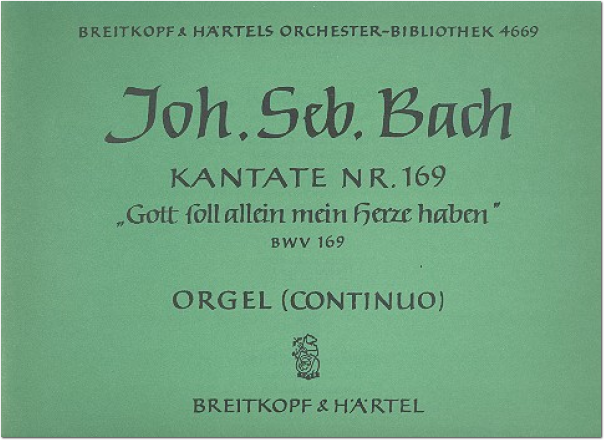 BREITKOPF & HÄRTELS ORCHESTER-BIBLIOTHEK 4669
Joh. Seb. Bach
KANTATE NR. 169
„Gott ſoll allein mein Herze haben"
BWV 169
ORGEL (CONTINUO)
BREITKOPF & HÄRTEL